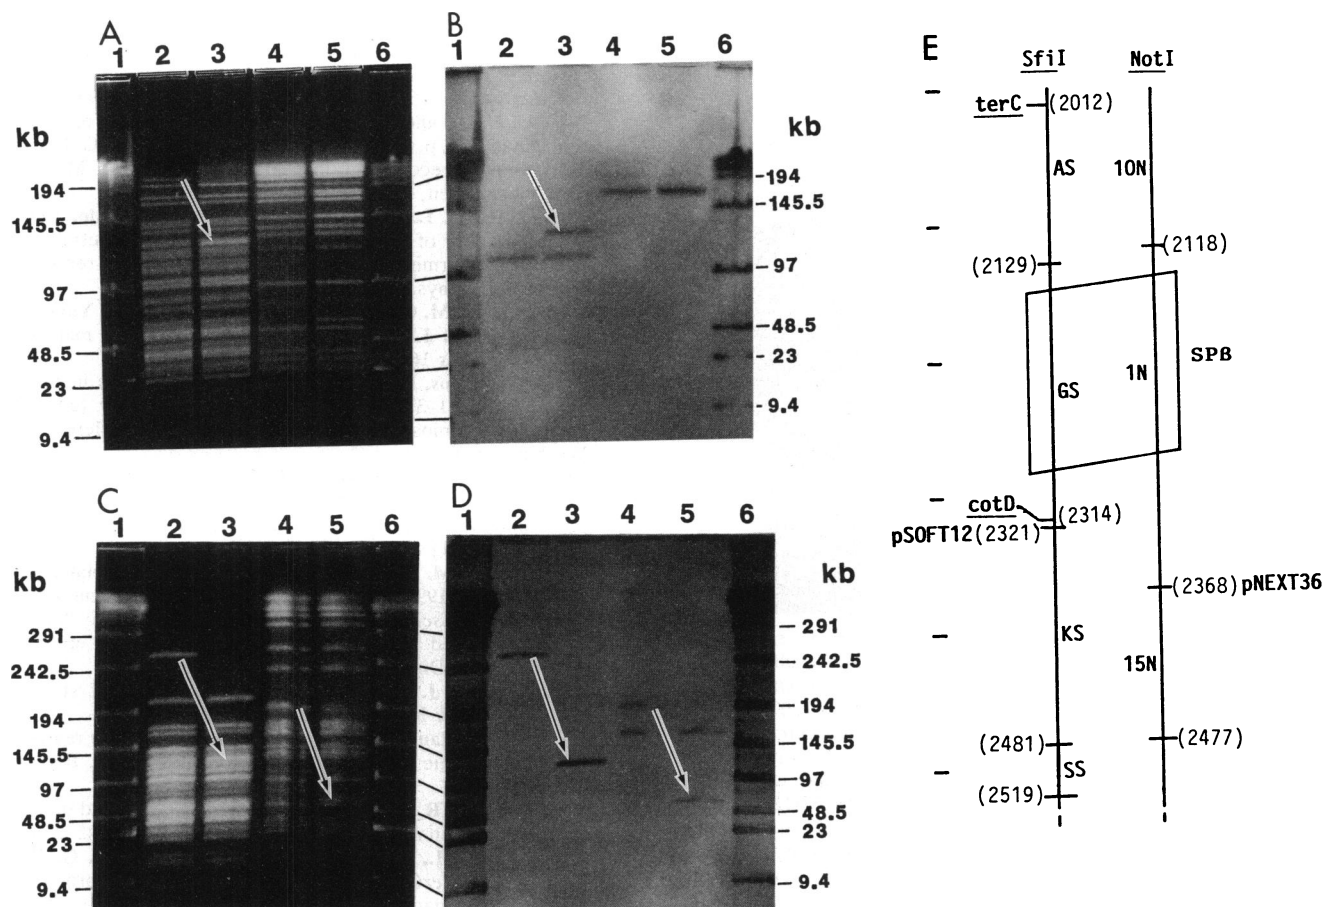 A
1 2 3 4 5 6
kb
194
145.5
97
48.5
23
9.4
B
1 2 3 4 5 6
kb
194
145.5
97
48.5
23
9.4
C
1 2 3 4 5 6
kb
291
242.5
194
145.5
97
48.5
23
9.4
D
1 2 3 4 5 6
kb
291
242.5
194
145.5
97
48.5
23
9.4
E
SfiI NotI
terC (2012)
AS 10N
(2118)
(2129)
SPβ
1N
GS
cotD (2314)
pSOFT12(2321)
(2368) pNEXT36
KS
15N
(2477)
(2481)
SS
(2519)